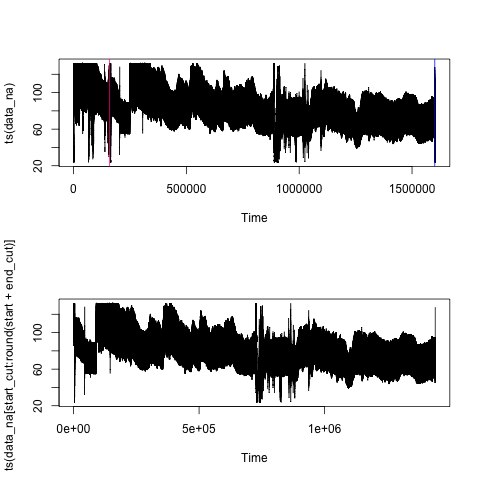 ts(data_na)
100
60
20
0
500000
1000000
1500000
Time
ts(data_na[start_cut:round(start + end_cut)]
100
60
20
0e+00
5e+05
1e+06
Time